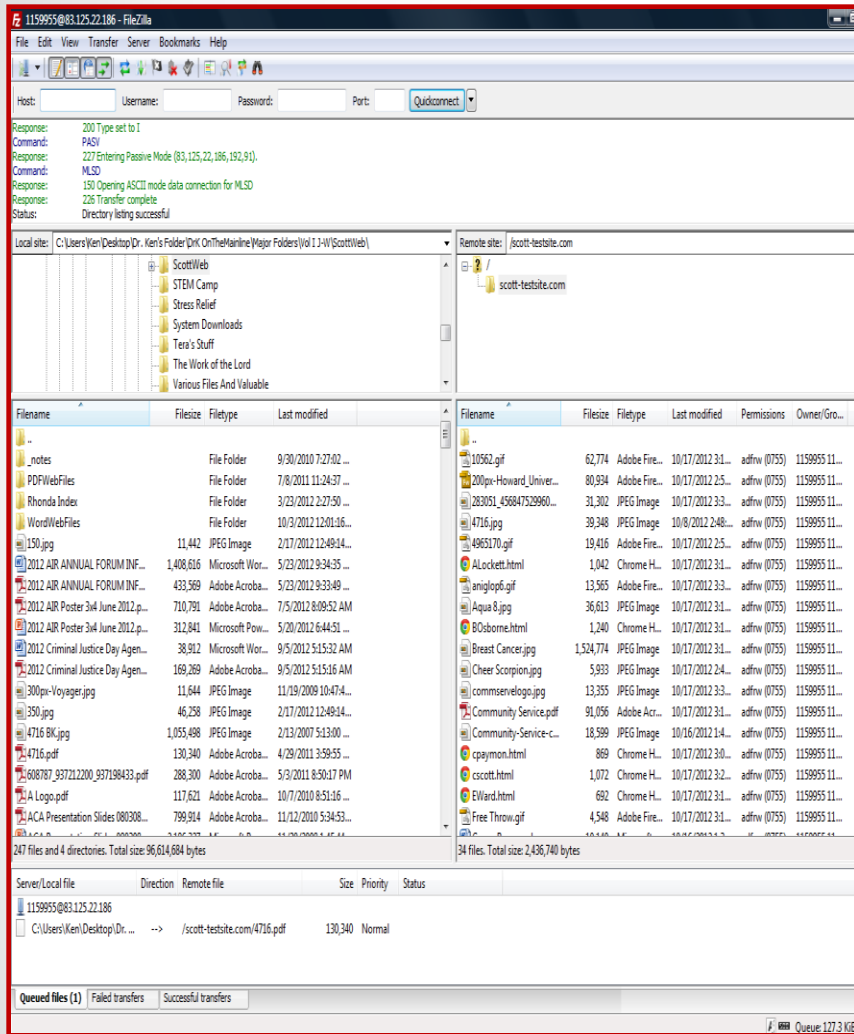 1159955@83.125.22.186 - FileZilla
File Edit View Transfer Server Bookmarks Help
Host: Username: Password: Port: Quickconnect
Response: 200 Type set to I
Command: PASV
Response: 227 Entering Passive Mode (83,125,22,186,192,91).
Command: MLSD
Response: 150 Opening ASCII mode data connection for MLSD
Response: 226 Transfer complete
Status: Directory listing successful
Local site: C:\Users\Ken\Desktop\Dr. Ken's Folder\DrK OnTheMainline\Major Folders\Vol I J-W\ScottWeb\
ScottWeb
STEM Camp
Stress Relief
System Downloads
Tera's Stuff
The Work of the Lord
Various Files And Valuable
Remote site: /scott-testsite.com
/
scott-testsite.com
Filename Filesize Filetype Last modified
..
_notes File Folder 9/30/2010 7:27:02 ...
PDFWebFiles File Folder 7/8/2011 11:24:37 ...
Rhonda Index File Folder 3/23/2012 2:27:50 ...
WordWebFiles File Folder 10/3/2012 12:01:16...
150.jpg 11,442 JPEG Image 2/17/2012 12:49:14...
2012 AIR ANNUAL FORUM INF... 1,408,616 Microsoft Wor... 5/23/2012 9:34:35 ...
2012 AIR ANNUAL FORUM INF... 433,569 Adobe Acroba... 5/23/2012 9:33:49 ...
2012 AIR Poster 3x4 June 2012.p... 710,791 Adobe Acroba... 7/5/2012 8:09:52 AM
2012 AIR Poster 3x4 June 2012.p... 312,841 Microsoft Pow... 5/20/2012 6:44:51 ...
2012 Criminal Justice Day Agen... 38,912 Microsoft Wor... 9/5/2012 5:15:32 AM
2012 Criminal Justice Day Agen... 169,269 Adobe Acroba... 9/5/2012 5:15:16 AM
300px-Voyager.jpg 11,644 JPEG Image 11/19/2009 10:47:4...
350.jpg 46,258 JPEG Image 2/17/2012 12:49:14...
4716 BK.jpg 1,055,498 JPEG Image 2/13/2007 5:13:00 ...
4716.pdf 130,340 Adobe Acroba... 4/29/2011 3:59:55 ...
608787_937212200_937198433.pdf 288,300 Adobe Acroba... 5/3/2011 8:50:17 PM
A Logo.pdf 117,621 Adobe Acroba... 10/7/2010 8:51:16 ...
ACA Presentation Slides 080308... 799,914 Adobe Acroba... 11/12/2010 5:34:53...
247 files and 4 directories. Total size: 96,614,684 bytes
Filename Filesize Filetype Last modified Permissions Owner/Gro...
..
10562.gif 62,774 Adobe Fire... 10/17/2012 3:1... adfrw (0755) 1159955 11...
200px-Howard_Univer... 80,934 Adobe Fire... 10/17/2012 2:5... adfrw (0755) 1159955 11...
283051_456847529960... 31,302 JPEG Image 10/17/2012 3:3... adfrw (0755) 1159955 11...
4716.jpg 39,348 JPEG Image 10/8/2012 2:48:... adfrw (0755) 1159955 11...
4965170.gif 19,416 Adobe Fire... 10/17/2012 2:5... adfrw (0755) 1159955 11...
ALockett.html 1,042 Chrome H... 10/17/2012 3:1... adfrw (0755) 1159955 11...
aniglop6.gif 13,565 Adobe Fire... 10/17/2012 3:3... adfrw (0755) 1159955 11...
Aqua 8.jpg 36,613 JPEG Image 10/17/2012 3:1... adfrw (0755) 1159955 11...
BOsborne.html 1,240 Chrome H... 10/17/2012 3:1... adfrw (0755) 1159955 11...
Breast Cancer.jpg 1,524,774 JPEG Image 10/17/2012 3:1... adfrw (0755) 1159955 11...
Cheer Scorpion.jpg 5,933 JPEG Image 10/17/2012 2:4... adfrw (0755) 1159955 11...
commservelogo.jpg 13,355 JPEG Image 10/17/2012 3:3... adfrw (0755) 1159955 11...
Community Service.pdf 91,056 Adobe Acr... 10/17/2012 3:1... adfrw (0755) 1159955 11...
Community-Service-c... 18,599 JPEG Image 10/16/2012 1:4... adfrw (0755) 1159955 11...
cpaymon.html 869 Chrome H... 10/17/2012 3:0... adfrw (0755) 1159955 11...
cscott.html 1,072 Chrome H... 10/17/2012 3:2... adfrw (0755) 1159955 11...
EWard.html 692 Chrome H... 10/17/2012 3:1... adfrw (0755) 1159955 11...
Free Throw.gif 4,548 Adobe Fire... 10/17/2012 3:1... adfrw (0755) 1159955 11...
34 files. Total size: 2,436,740 bytes
Server/Local file Direction Remote file Size Priority Status
1159955@83.125.22.186
C:\Users\Ken\Desktop\Dr. ... --> /scott-testsite.com/4716.pdf 130,340 Normal
Queued files (1) Failed transfers Successful transfers
Queue: 127.3 KiB